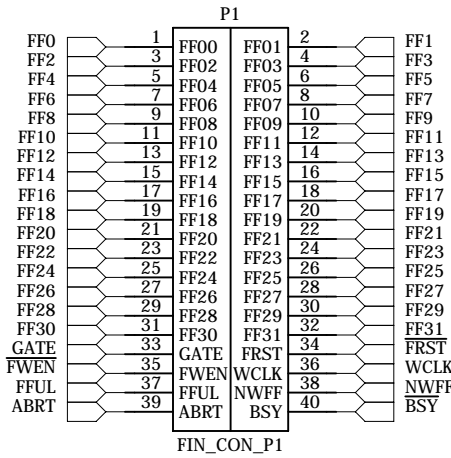 P1
FF0 1 FF00 FF01 2 FF1
FF2 3 FF02 FF03 4 FF3
FF4 5 FF04 FF05 6 FF5
FF6 7 FF06 FF07 8 FF7
FF8 9 FF08 FF09 10 FF9
FF10 11 FF10 FF11 12 FF11
FF12 13 FF12 FF13 14 FF13
FF14 15 FF14 FF15 16 FF15
FF16 17 FF16 FF17 18 FF17
FF18 19 FF18 FF19 20 FF19
FF20 21 FF20 FF21 22 FF21
FF22 23 FF22 FF23 24 FF23
FF24 25 FF24 FF25 26 FF25
FF26 27 FF26 FF27 28 FF27
FF28 29 FF28 FF29 30 FF29
FF30 31 FF30 FF31 32 FF31
GATE 33 GATE FRST 34 FRST
FWEN 35 FWEN WCLK 36 WCLK
FFUL 37 FFUL NWFF 38 NWFF
ABRT 39 ABRT BSY 40 BSY
FIN_CON_P1